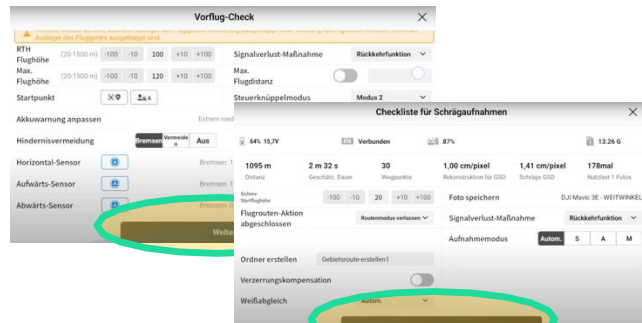 Vorflug-Check
Ausleger des Fluggeräts ausgeklappt sind.
RTH Flughöhe (20-1500 m) -100 -10 100 +10 +100 Signalverlust-Maßnahme Rückkehrfunktion
Max. Flughöhe (20-1500 m) -100 -10 120 +10 +100 Max. Flugdistanz
Startpunkt A Steuerknüppelmodus Modus 2
Akkuwarnung anpassen Extrem
Hindernisvermeidung Bremsen Vermeide n Aus
Horizontal-Sensor Bremsen: 1
Aufwärts-Sensor Bremsen: 1
Abwärts-Sensor Bremsen: 0
Checkliste für Schrägaufnahmen
64% 15,7V RTK Verbunden 87% 13.26 G
1095 m 2 m 32 s 30 1,00 cm/pixel 1,41 cm/pixel 178mal
Distanz Geschätz. Dauer Wegpunkte Rekonstruktion für GSD Schräge GSD Nutzlast 1 Fotos
Sichere Startflughöhe -100 -10 20 +10 +100 Foto speichern DJI Mavic 3E - WEITWINKEL
Flugrouten-Aktion abgeschlossen Routenmodus verlassen Signalverlust-Maßnahme Rückkehrfunktion
Aufnahmemodus Autom. S A M
Ordner erstellen Gebietsroute-erstellen1
Verzerrungskompensation
Weißabgleich Autom.